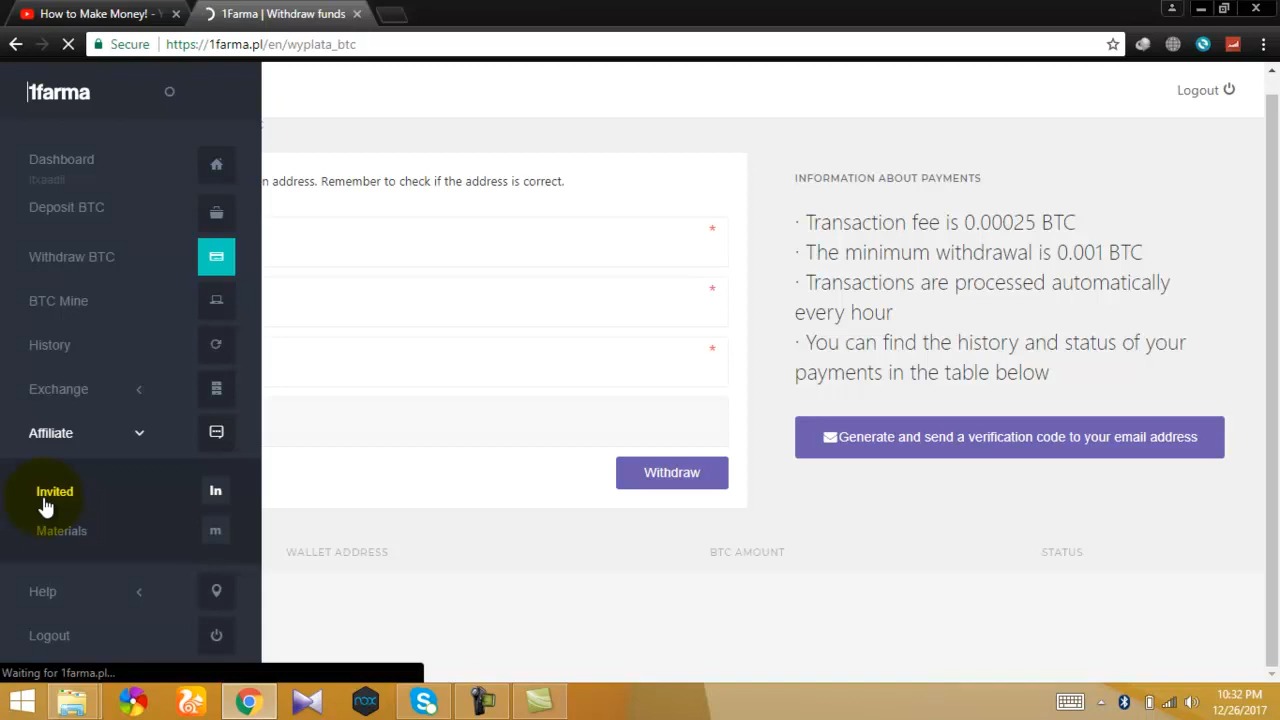 How to Make Money! -
1Farma | Withdraw funds
Secure
https://1farma.pl/en/wyplata_btc
1farma
Logout
Dashboard
itxaadii
Deposit BTC
Withdraw BTC
BTC Mine
History
Exchange
Affiliate
Invited
In
Materials
m
Help
Logout
n address. Remember to check if the address is correct.
*
*
*
Withdraw
INFORMATION ABOUT PAYMENTS
· Transaction fee is 0.00025 BTC
· The minimum withdrawal is 0.001 BTC
· Transactions are processed automatically
every hour
· You can find the history and status of your
payments in the table below
Generate and send a verification code to your email address
WALLET ADDRESS
BTC AMOUNT
STATUS
Waiting for 1farma.pl...
nox
10:32 PM
12/26/2017